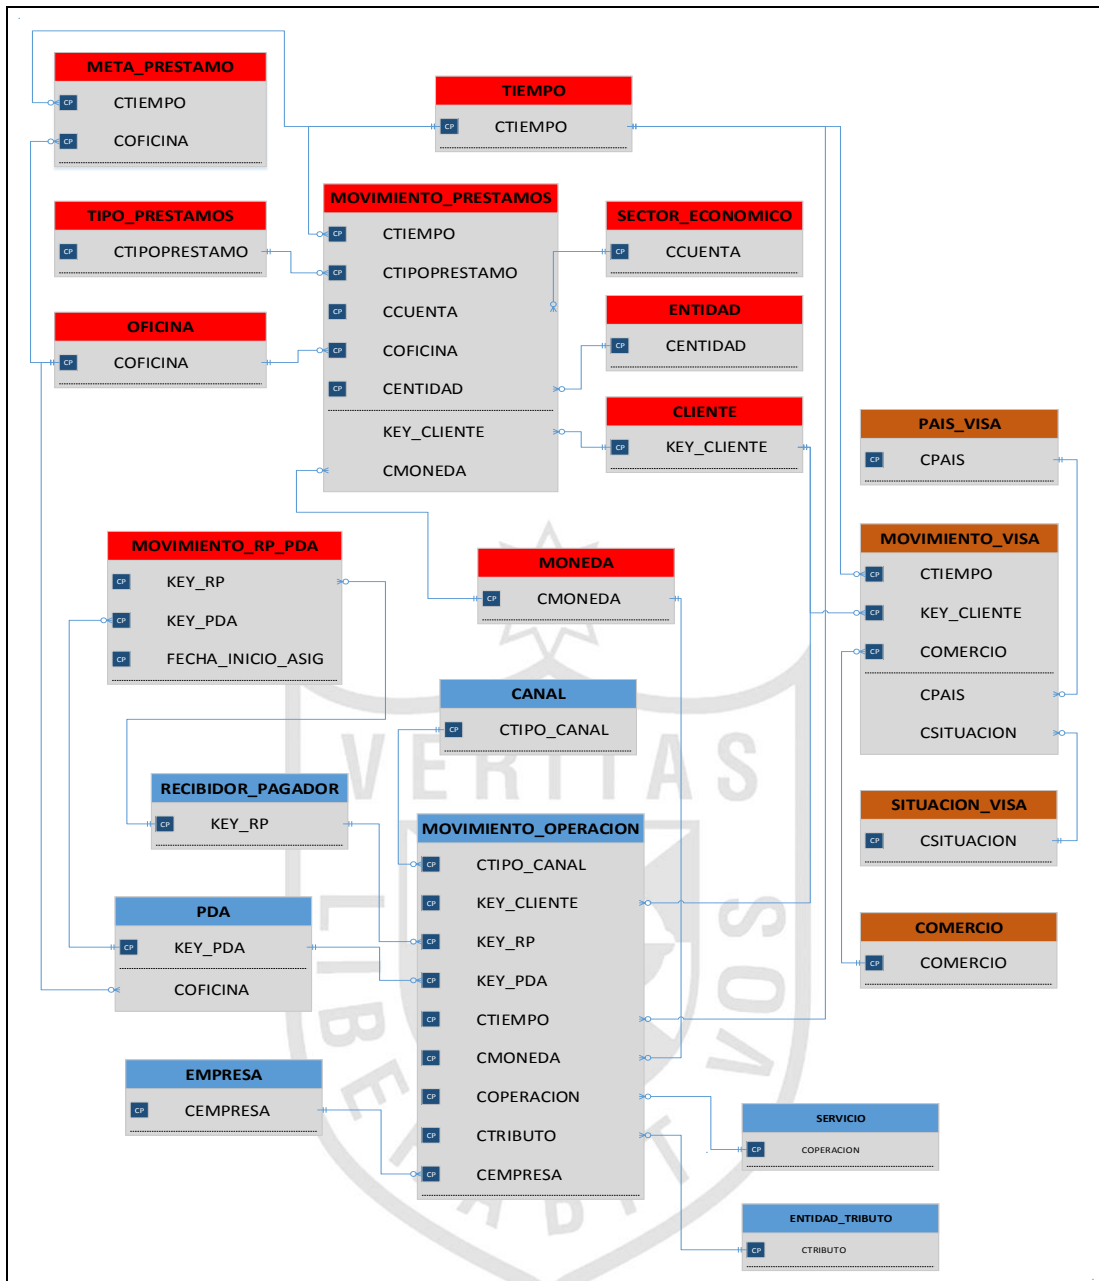 META_PRESTAMO
CP CTIEMPO
CP COFICINA
TIEMPO
CP CTIEMPO
TIPO_PRESTAMOS
CP CTIPOPRESTAMO
OFICINA
CP COFICINA
MOVIMIENTO_PRESTAMOS
CP CTIEMPO
CP CTIPOPRESTAMO
CP CCUENTA
CP COFICINA
CP CENTIDAD
KEY_CLIENTE
CMONEDA
SECTOR_ECONOMICO
CP CCUENTA
ENTIDAD
CP CENTIDAD
CLIENTE
CP KEY_CLIENTE
PAIS_VISA
CP CPAIS
MOVIMIENTO_VISA
CP CTIEMPO
CP KEY_CLIENTE
CP COMERCIO
CPAIS
CSITUACION
SITUACION_VISA
CP CSITUACION
COMERCIO
CP COMERCIO
MOVIMIENTO_RP_PDA
CP KEY_RP
CP KEY_PDA
CP FECHA_INICIO_ASIG
MONEDA
CP CMONEDA
CANAL
CP CTIPO_CANAL
RECIBIDOR_PAGADOR
CP KEY_RP
PDA
CP KEY_PDA
COFICINA
EMPRESA
CP CEMPRESA
MOVIMIENTO_OPERACION
CP CTIPO_CANAL
CP KEY_CLIENTE
CP KEY_RP
CP KEY_PDA
CP CTIEMPO
CP CMONEDA
CP COPERACION
CP CTRIBUTO
CP CEMPRESA
SERVICIO
CP COPERACION
ENTIDAD_TRIBUTO
CP CTRIBUTO
VERITAS
LIBERABIT
VOS